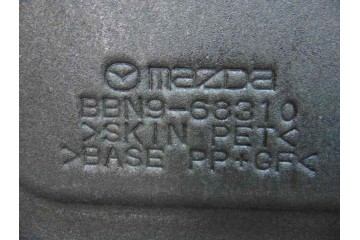 mazda
BBN9-68310
>SKIN PET<
>BASE PP+GF<